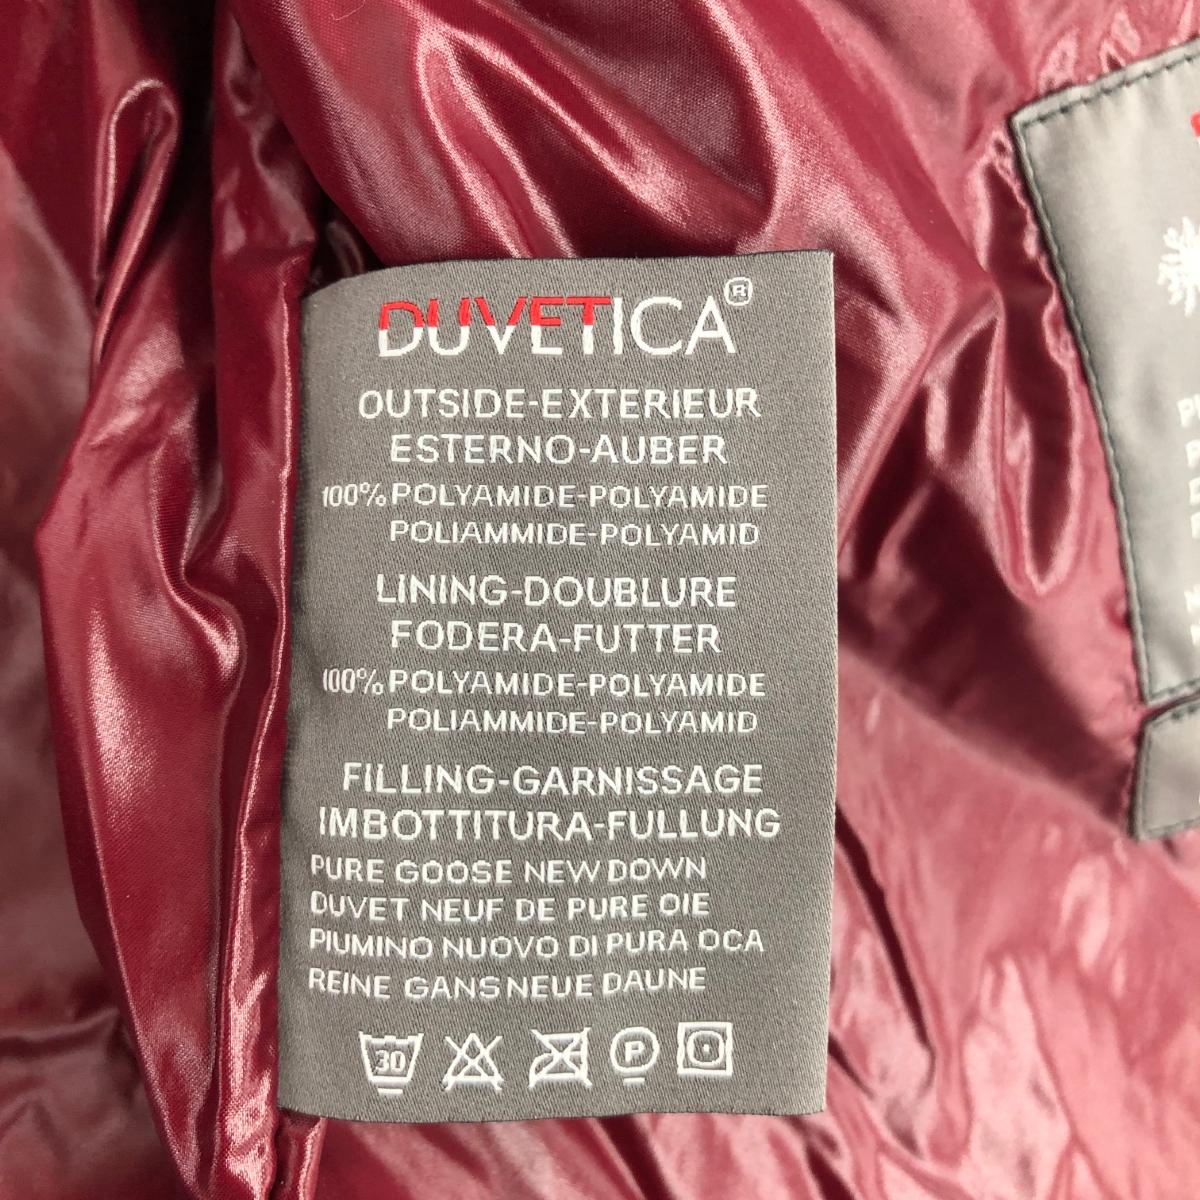 DUVETICA®
OUTSIDE-EXTERIEUR
ESTERNO-AUBER
100% POLYAMIDE-POLYAMIDE
POLIAMMIDE-POLYAMID
LINING-DOUBLURE
FODERA-FUTTER
100% POLYAMIDE-POLYAMIDE
POLIAMMIDE-POLYAMID
FILLING-GARNISSAGE
IMBOTTITURA-FULLUNG
PURE GOOSE NEW DOWN
DUVET NEUF DE PURE OIE
PIUMINO NUOVO DI PURA OCA
REINE GANS NEUE DAUNE
30 P